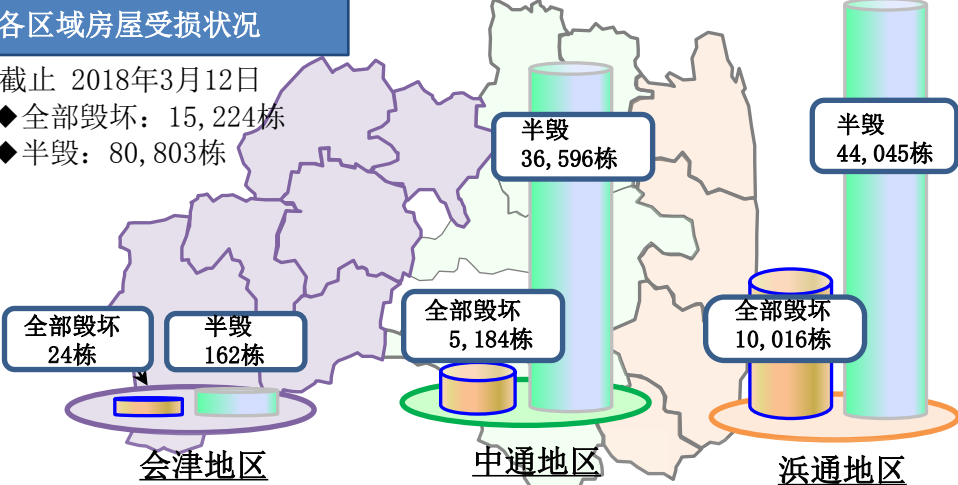 各区域房屋受损状况
截止 2018年3月12日
◆全部毁坏：15,224栋
◆半毁：80,803栋
半毁
36,596栋
半毁
44,045栋
全部毁坏
24栋
半毁
162栋
全部毁坏
5,184栋
全部毁坏
10,016栋
会津地区
中通地区
浜通地区